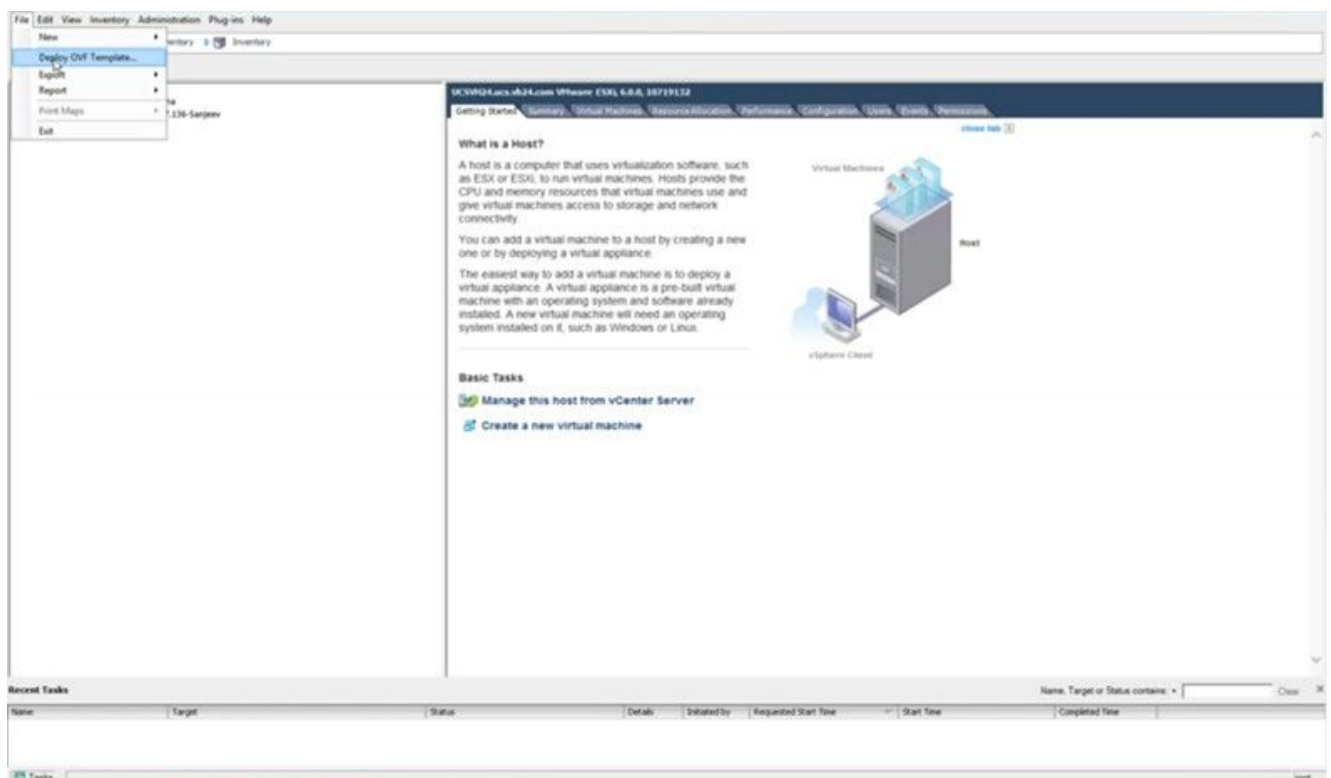 File Edit View Inventory Administration Plug-ins Help
New
Deploy OVF Template...
Export
Report
Print Maps
Exit
Inventory
.136-Sanjeev
UCSVH24.ucs.vh24.com VMware ESXi, 6.0.0, 10719132
Getting Started Summary Virtual Machines Resource Allocation Performance Configuration Users Events Permissions
close tab
What is a Host?
A host is a computer that uses virtualization software, such
as ESX or ESXi, to run virtual machines. Hosts provide the
CPU and memory resources that virtual machines use and
give virtual machines access to storage and network
connectivity.
You can add a virtual machine to a host by creating a new
one or by deploying a virtual appliance.
The easiest way to add a virtual machine is to deploy a
virtual appliance. A virtual appliance is a pre-built virtual
machine with an operating system and software already
installed. A new virtual machine will need an operating
system installed on it, such as Windows or Linux.
Virtual Machines
Host
vSphere Client
Basic Tasks
Manage this host from vCenter Server
Create a new virtual machine
Recent Tasks
Name, Target or Status contains:
Clear
Name Target Status Details Initiated by Requested Start Time Start Time Completed Time
Tasks
root